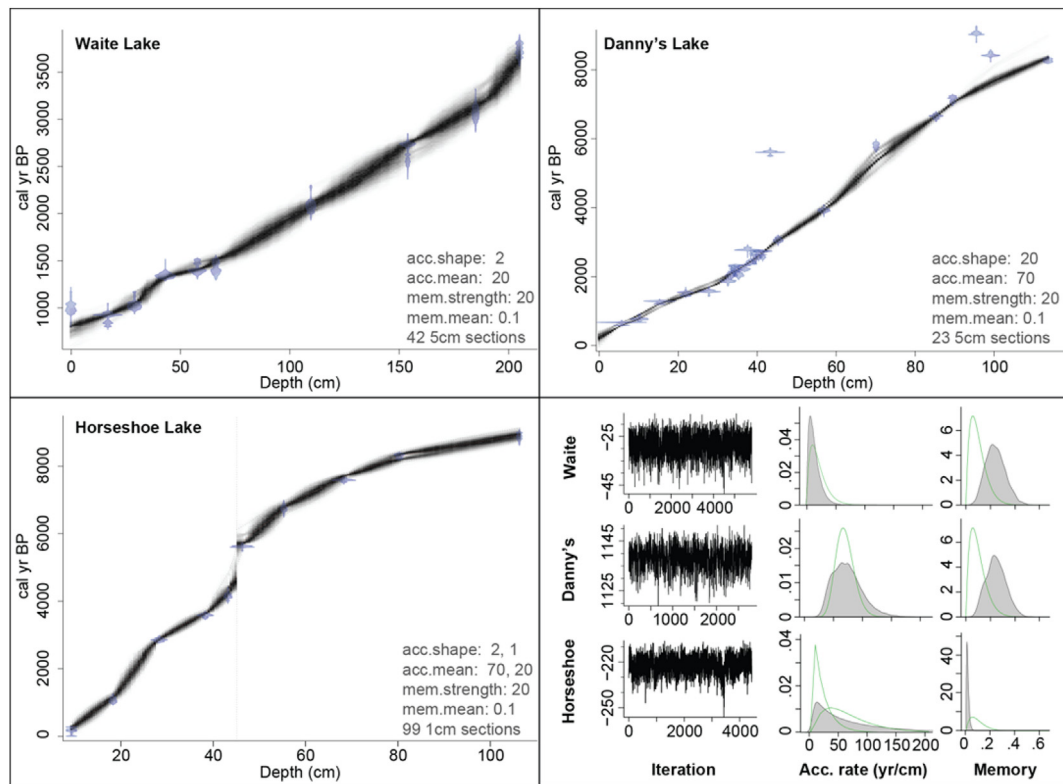 Waite Lake
cal yr BP
3500
3000
2500
2000
1500
1000
acc.shape: 2
acc.mean: 20
mem.strength: 20
mem.mean: 0.1
42 5cm sections
0 50 100 150 200
Depth (cm)
Danny's Lake
cal yr BP
8000
6000
4000
2000
0
acc.shape: 20
acc.mean: 70
mem.strength: 20
mem.mean: 0.1
23 5cm sections
0 20 40 60 80 100
Depth (cm)
Horseshoe Lake
cal yr BP
8000
6000
4000
2000
0
acc.shape: 2, 1
acc.mean: 70, 20
mem.strength: 20
mem.mean: 0.1
99 1cm sections
20 40 60 80 100
Depth (cm)
Waite
-25
-45
0 2000 4000
.04
.02
.0
6
4
2
0
Danny's
1145
1125
0 1000 2000
.02
.01
.0
6
4
2
0
Horseshoe
-220
-250
0 1000 2000 3000 4000
.04
.02
.0
0 50 100 150 200
40
20
0
0 .2 .4 .6
Iteration
Acc. rate (yr/cm)
Memory